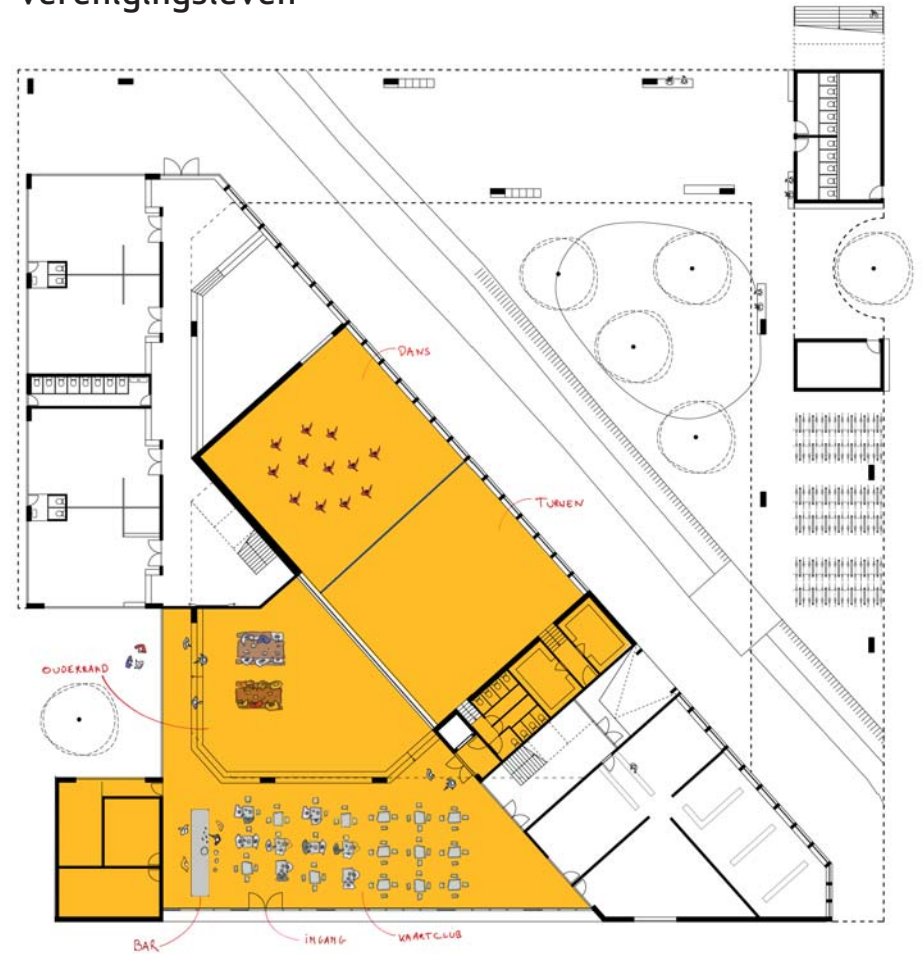 verenigingsleven
DANS
TURNEN
OUDERRAAD
BAR
INGANG
KAARTCLUB